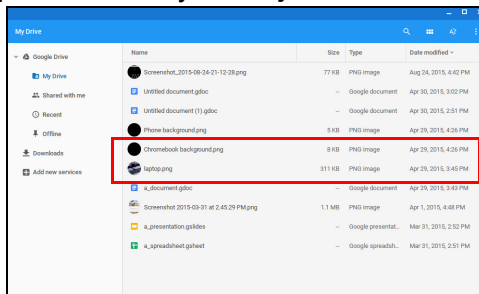 My Drive
Google Drive
My Drive
Shared with me
Recent
Offline
Downloads
Add new services
Name Size Type Date modified
Screenshot_2015-08-24-21-12-28.png 77 KB PNG image Aug 24, 2015, 4:42 PM
Untitled document.gdoc -- Google document Apr 30, 2015, 3:02 PM
Untitled document (1).gdoc -- Google document Apr 30, 2015, 2:51 PM
Phone background.png 5 KB PNG image Apr 29, 2015, 4:26 PM
Chromebook background.png 8 KB PNG image Apr 29, 2015, 4:26 PM
laptop.png 311 KB PNG image Apr 29, 2015, 3:45 PM
a_document.gdoc -- Google document Apr 29, 2015, 3:43 PM
Screenshot 2015-03-31 at 2.45.29 PM.png 1.1 MB PNG image Apr 1, 2015, 4:48 PM
a_presentation.gslides -- Google presentat... Mar 31, 2015, 2:52 PM
a_spreadsheet.gsheet -- Google spreadsh... Mar 31, 2015, 2:51 PM